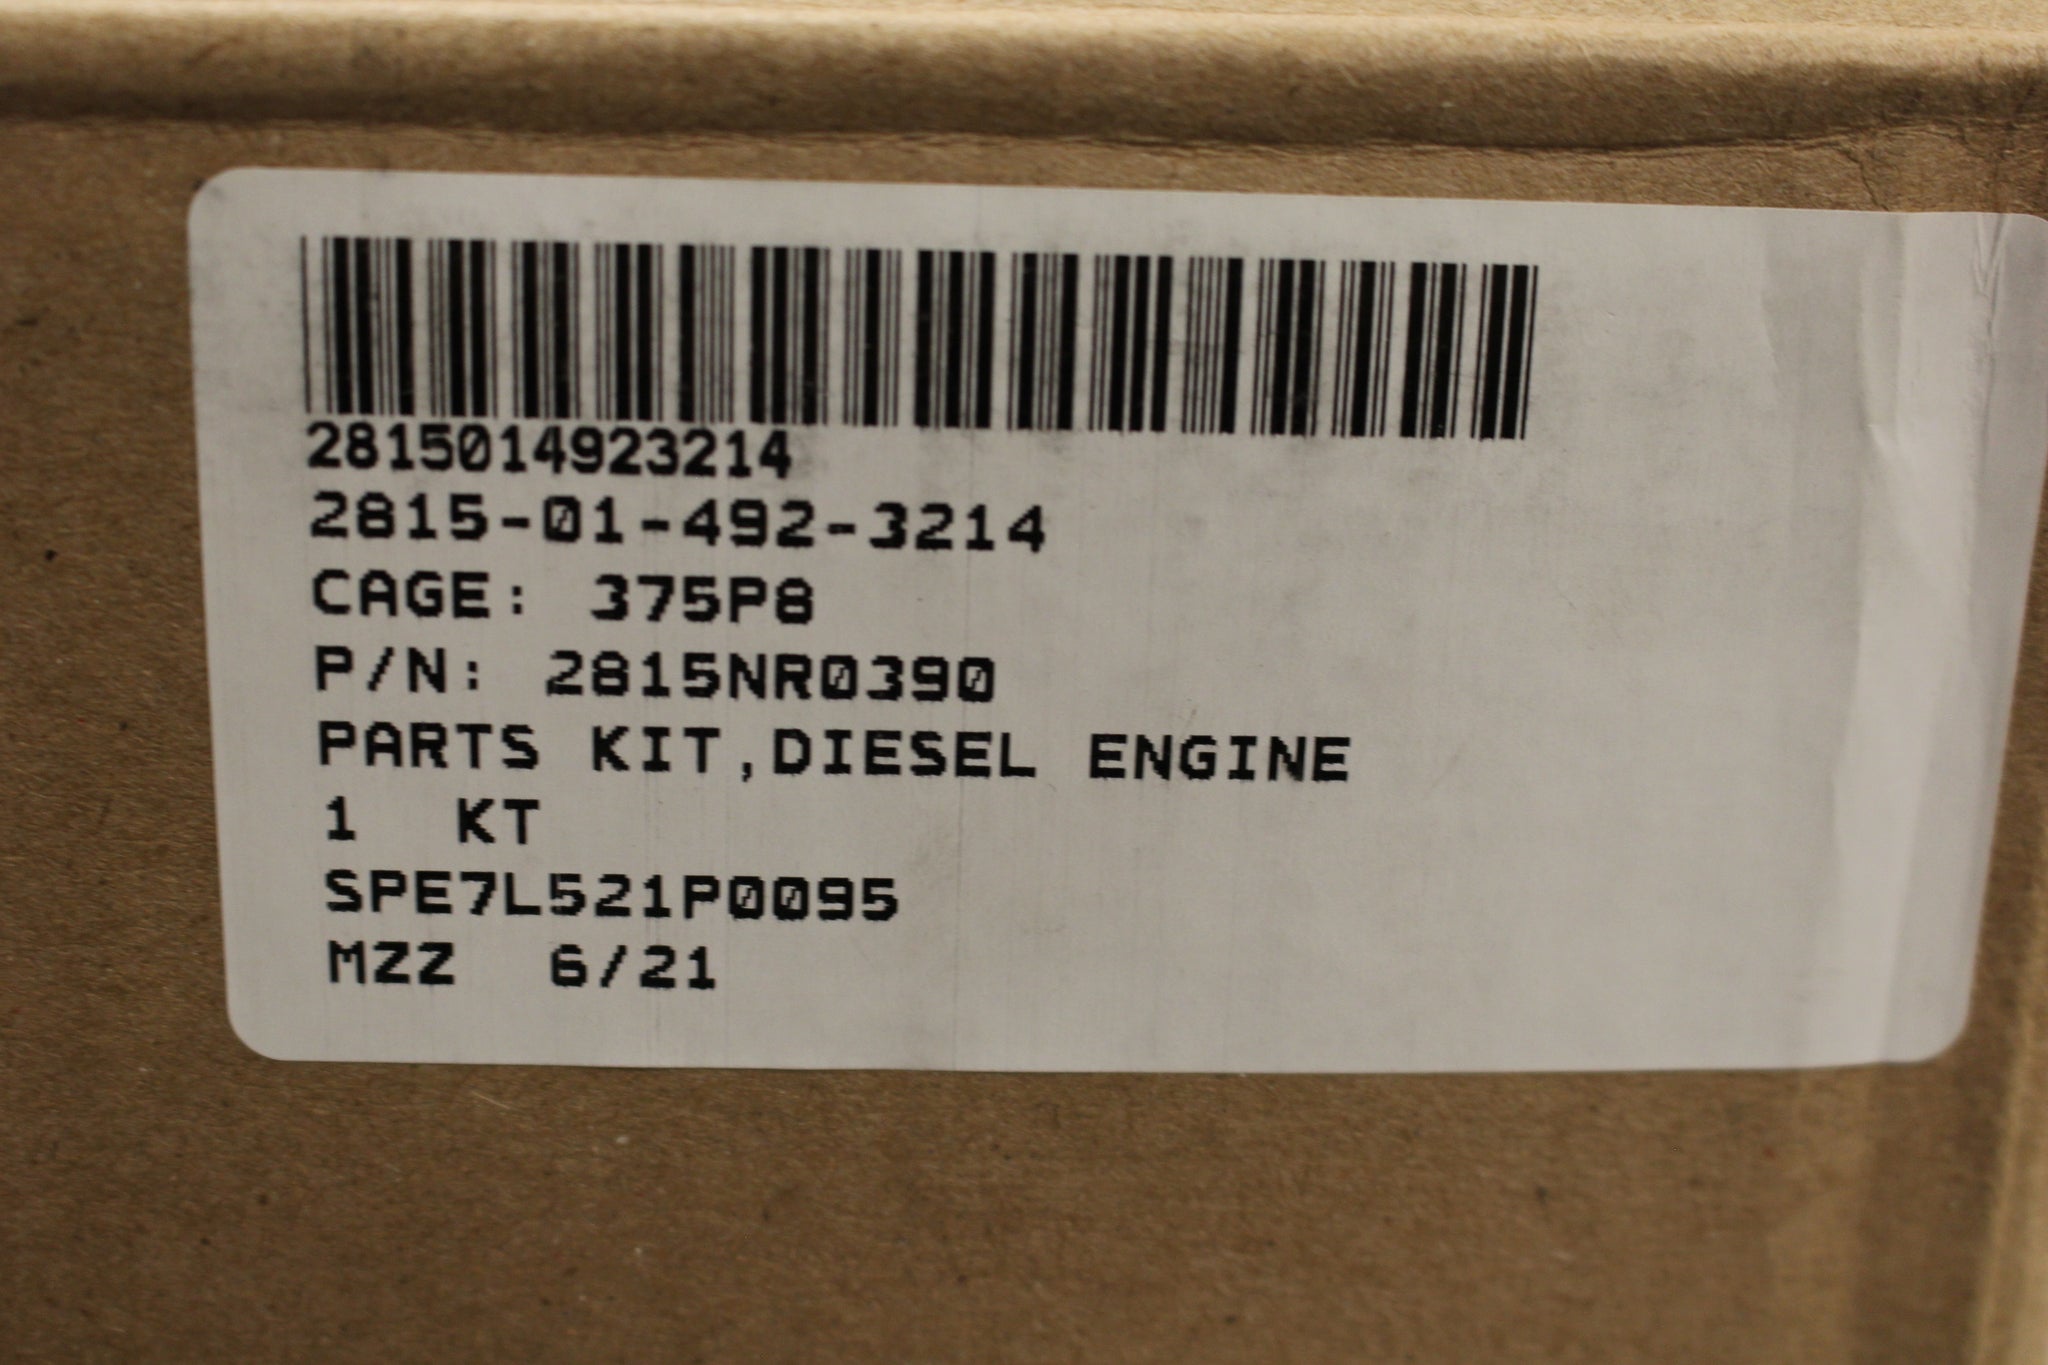 2815014923214
2815-01-492-3214
CAGE: 375P8
P/N: 2815NR0390
PARTS KIT,DIESEL ENGINE
1 KT
SPE7L521P0095
MZZ 6/21